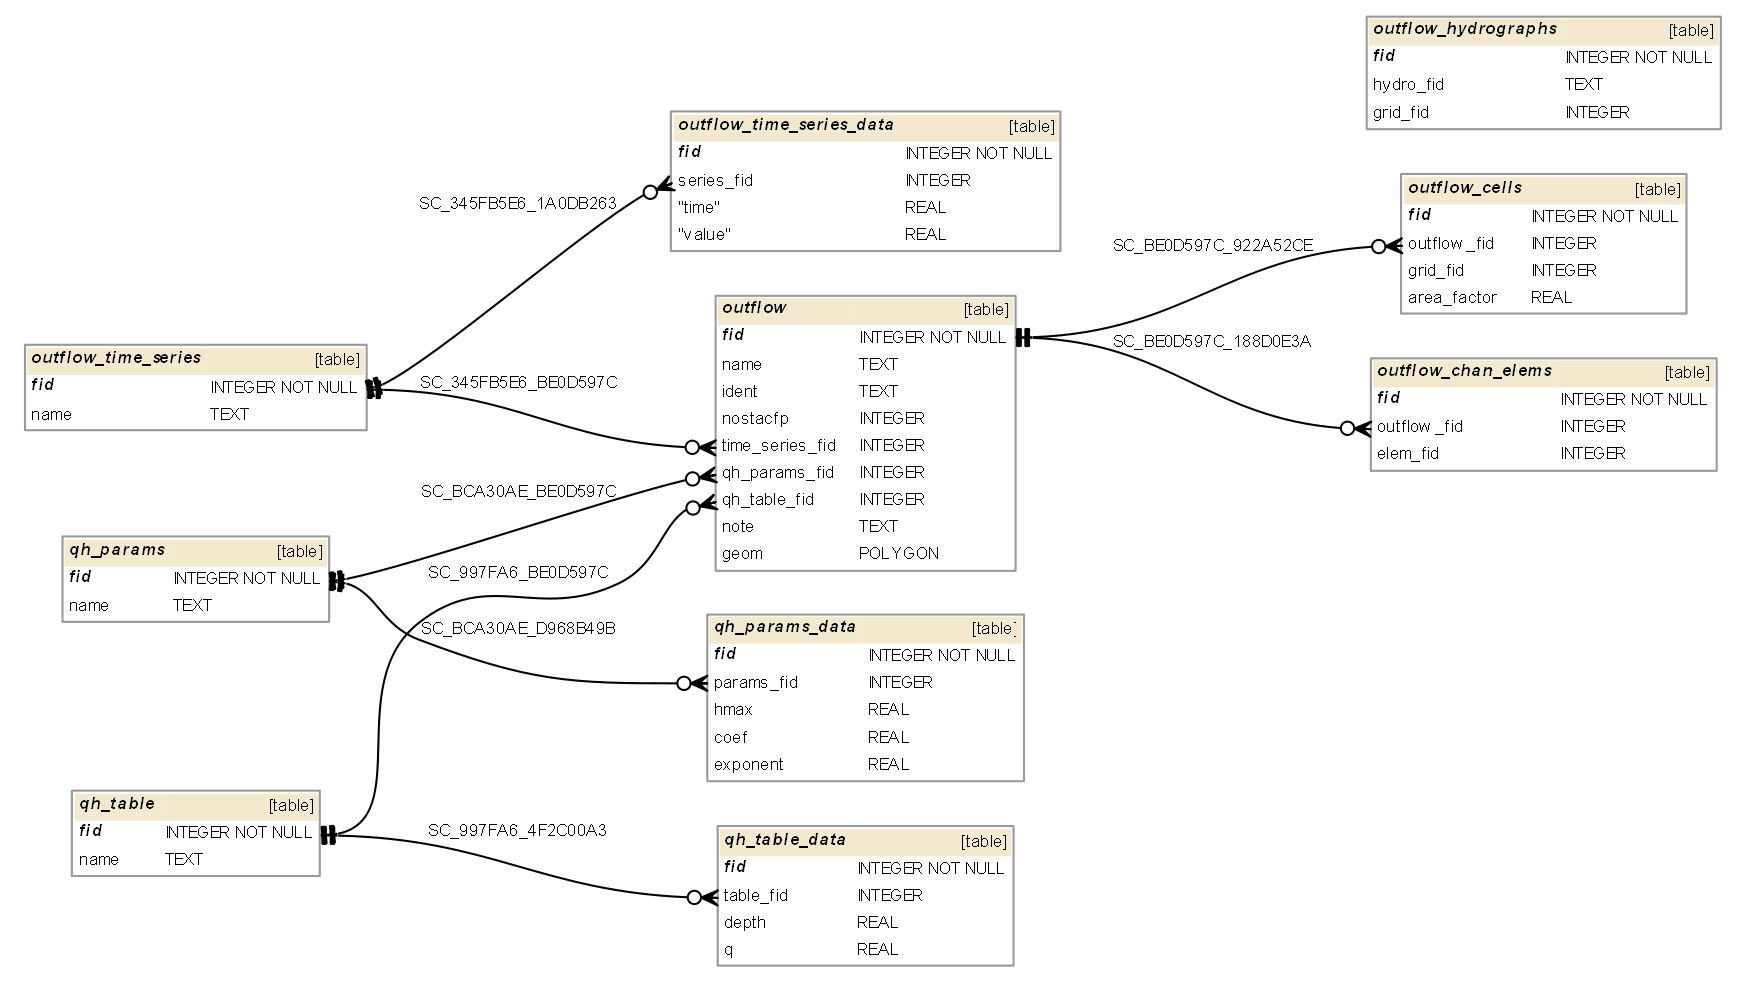 outflow_hydrographs [table]
fid INTEGER NOT NULL
hydro_fid TEXT
grid_fid INTEGER
outflow_time_series_data [table]
fid INTEGER NOT NULL
series_fid INTEGER
"time" REAL
"value" REAL
SC_345FB5E6_1A0DB263
outflow_cells [table]
fid INTEGER NOT NULL
outflow_fid INTEGER
grid_fid INTEGER
area_factor REAL
SC_BE0D597C_922A52CE
outflow [table]
fid INTEGER NOT NULL
name TEXT
ident TEXT
nostacfp INTEGER
time_series_fid INTEGER
qh_params_fid INTEGER
qh_table_fid INTEGER
note TEXT
geom POLYGON
SC_BE0D597C_188D0E3A
outflow_time_series [table]
fid INTEGER NOT NULL
name TEXT
SC_345FB5E6_BE0D597C
outflow_chan_elems [table]
fid INTEGER NOT NULL
outflow_fid INTEGER
elem_fid INTEGER
SC_BCA30AE_BE0D597C
qh_params [table]
fid INTEGER NOT NULL
name TEXT
SC_997FA6_BE0D597C
SC_BCA30AE_D968B49B
qh_params_data [table]
fid INTEGER NOT NULL
params_fid INTEGER
hmax REAL
coef REAL
exponent REAL
qh_table [table]
fid INTEGER NOT NULL
name TEXT
SC_997FA6_4F2C00A3
qh_table_data [table]
fid INTEGER NOT NULL
table_fid INTEGER
depth REAL
q REAL